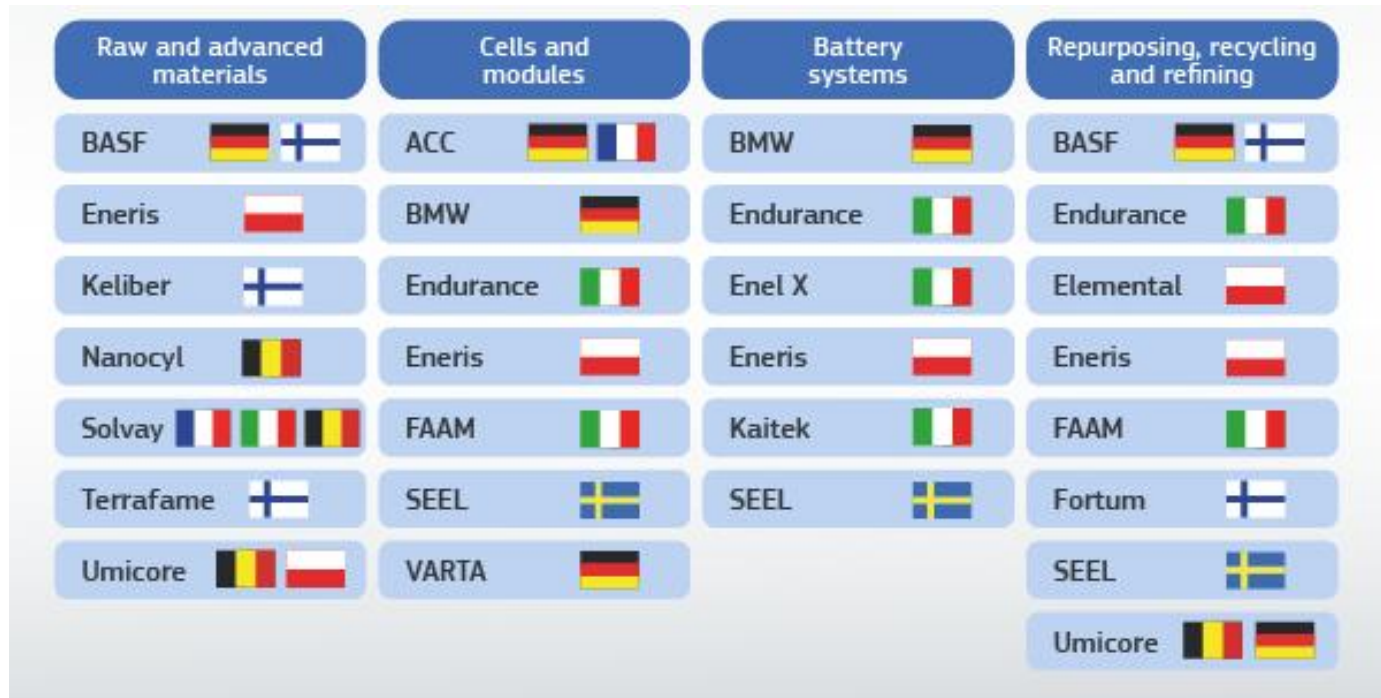 Raw and advanced
materials
BASF
Eneris
Keliber
Nanocyl
Solvay
Terrafame
Umicore
Cells and
modules
ACC
BMW
Endurance
Eneris
FAAM
SEEL
VARTA
Battery
systems
BMW
Endurance
Enel X
Eneris
Kaitek
SEEL
Repurposing, recycling
and refining
BASF
Endurance
Elemental
Eneris
FAAM
Fortum
SEEL
Umicore